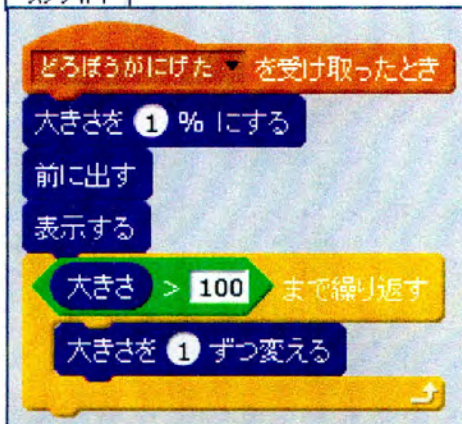 どろぼうがにげた を受け取ったとき
大きさを 1 % にする
前に出す
表示する
大きさ > 100 まで繰り返す
大きさを 1 ずつ変える